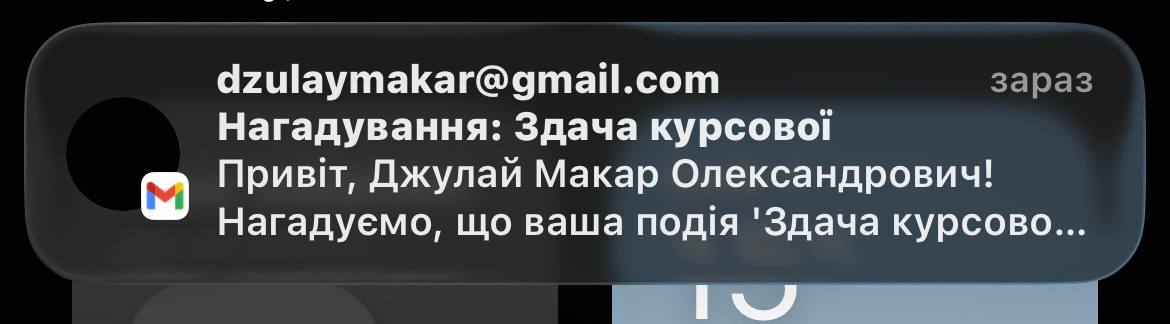 dzulaymakar@gmail.com зараз
Нагадування: Здача курсової
Привіт, Джулай Макар Олександрович!
Нагадуємо, що ваша подія 'Здача курсово...